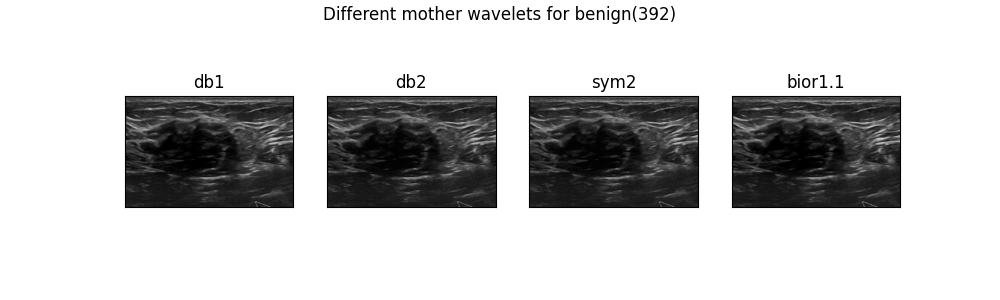 Different mother wavelets for benign(392)
db1
db2
sym2
bior1.1